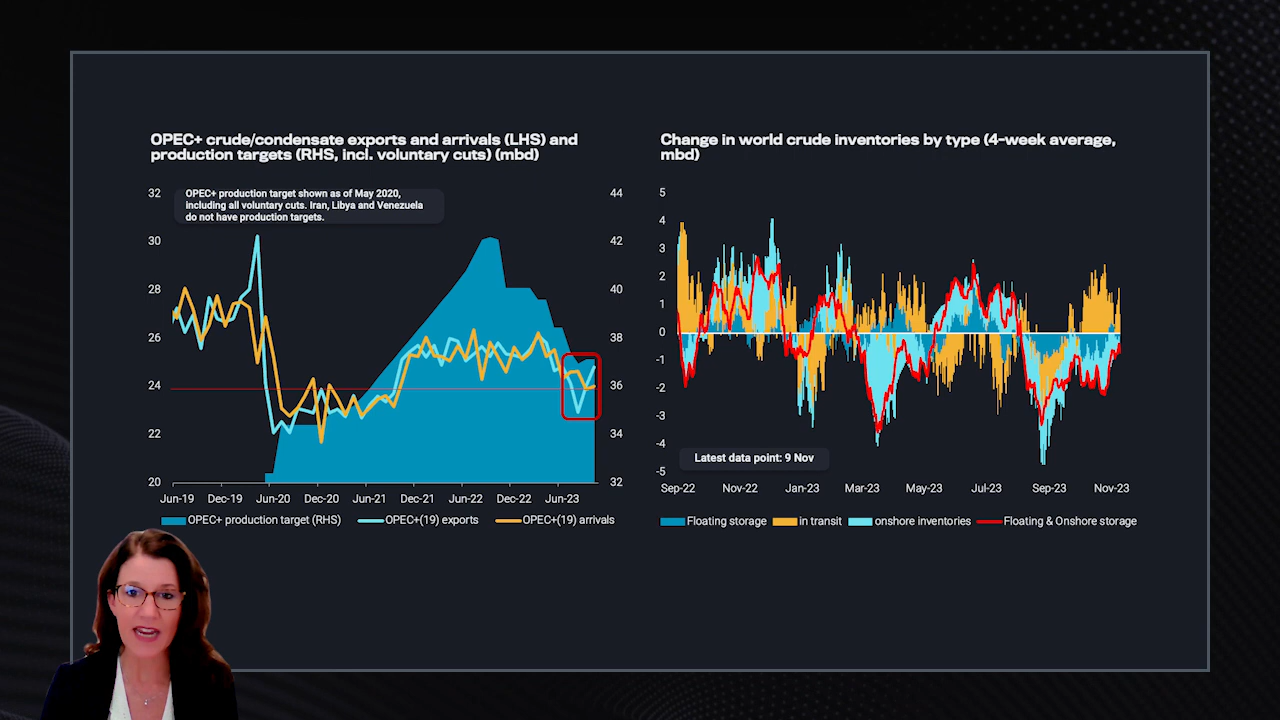 OPEC+ crude/condensate exports and arrivals (LHS) and
production targets (RHS, incl. voluntary cuts) (mbd)
32
30
28
26
24
22
20
OPEC+ production target shown as of May 2020,
including all voluntary cuts. Iran, Libya and Venezuela
do not have production targets.
44
42
40
38
36
34
32
Jun-19 Dec-19 Jun-20 Dec-20 Jun-21 Dec-21 Jun-22 Dec-22 Jun-23
OPEC+ production target (RHS) OPEC+(19) exports OPEC+(19) arrivals
Change in world crude inventories by type (4-week average,
mbd)
5
4
3
2
1
0
-1
-2
-3
-4
-5
Latest data point: 9 Nov
Sep-22 Nov-22 Jan-23 Mar-23 May-23 Jul-23 Sep-23 Nov-23
Floating storage in transit onshore inventories Floating & Onshore storage